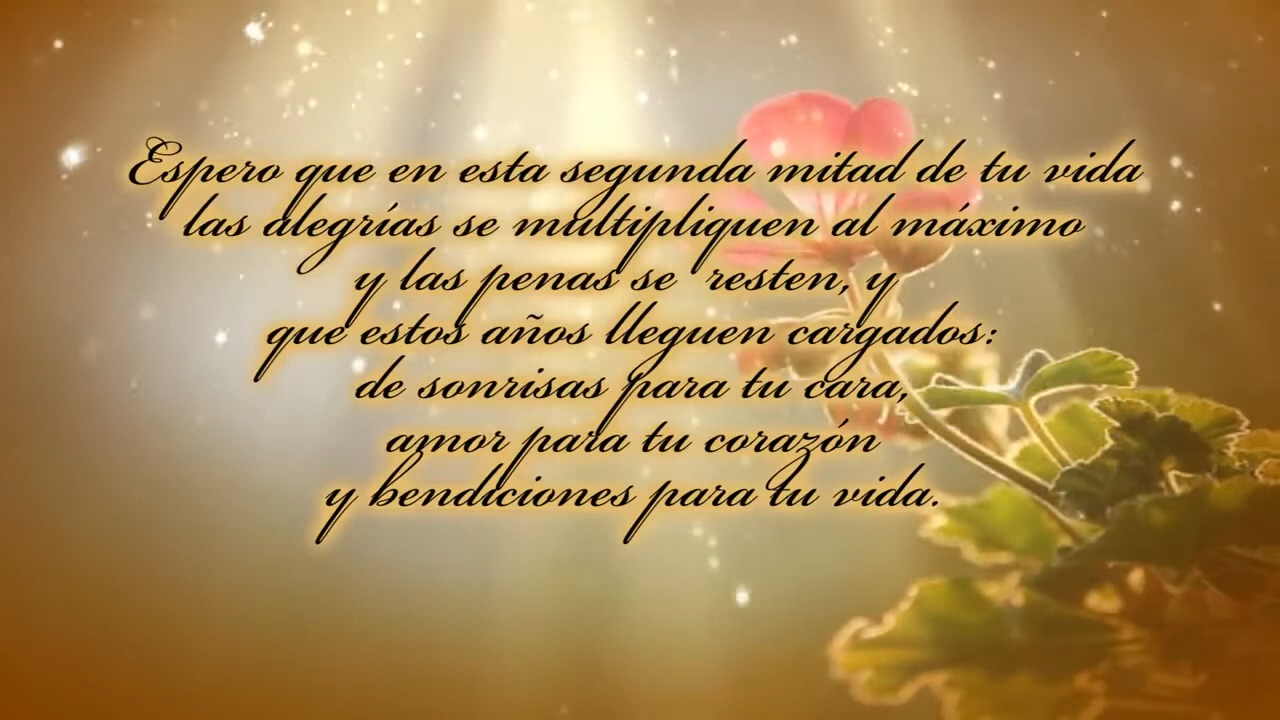 Espero que en esta segunda mitad de tu vida
las alegrías se multipliquen al máximo
y las penas se resten, y
que estos años lleguen cargados:
de sonrisas para tu cara,
amor para tu corazón
y bendiciones para tu vida.